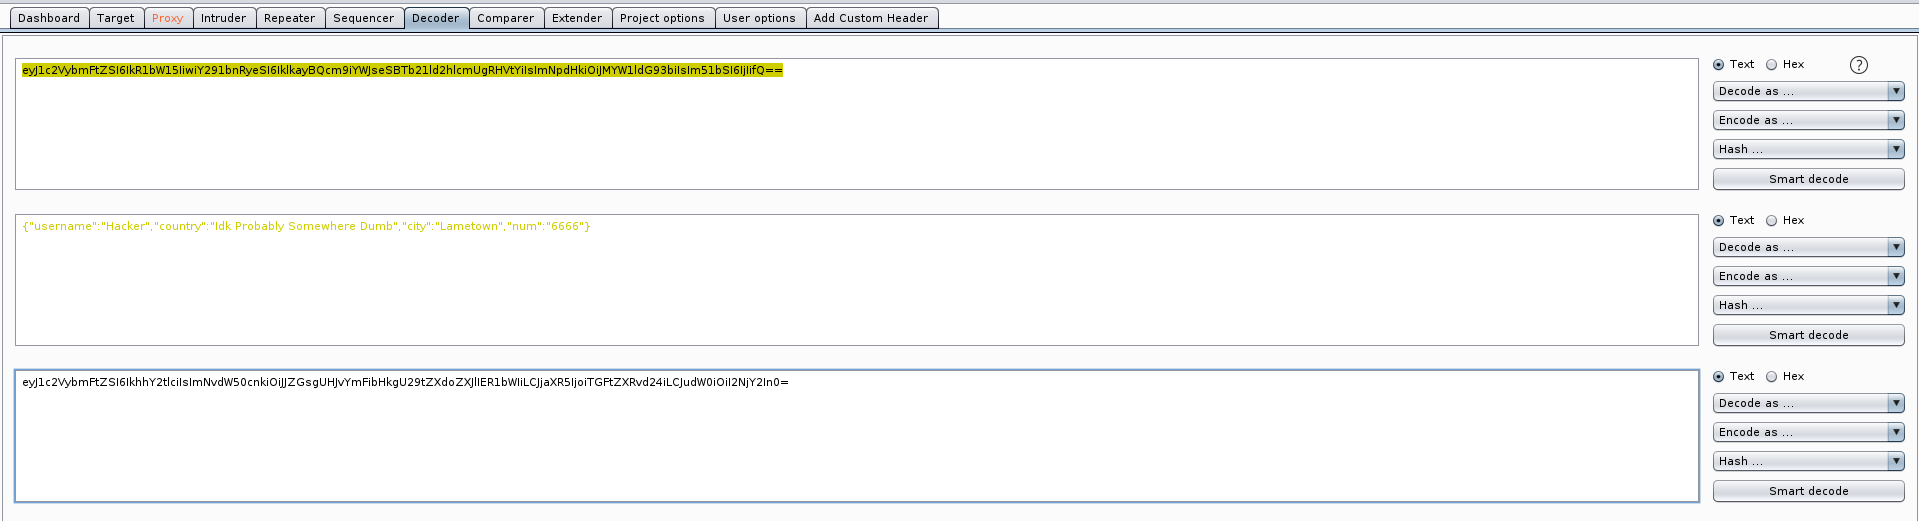 Dashboard Target Proxy Intruder Repeater Sequencer Decoder Comparer Extender Project options User options Add Custom Header
eyJ1c2VybmFtZSI6IkR1bW15IiwiY291bnRyeSI6IklkayBQcm9iYWJseSBTb21ld2hlcmUgRHVtYiIsImNpdHkiOiJMYW1ldG93biIsIm51bSI6IjIifQ==
Text Hex ?
Decode as ...
Encode as ...
Hash ...
Smart decode
{"username":"Hacker","country":"Idk Probably Somewhere Dumb","city":"Lametown","num":"6666"}
Text Hex
Decode as ...
Encode as ...
Hash ...
Smart decode
eyJ1c2VybmFtZSI6IkhhY2tlciIsImNvdW50cnkiOiJJZGsgUHJvYmFibHkgU29tZXdoZXJlIER1bWIiLCJjaXR5IjoiTGFtZXRvd24iLCJudW0iOiI2NjY2In0=
Text Hex
Decode as ...
Encode as ...
Hash ...
Smart decode